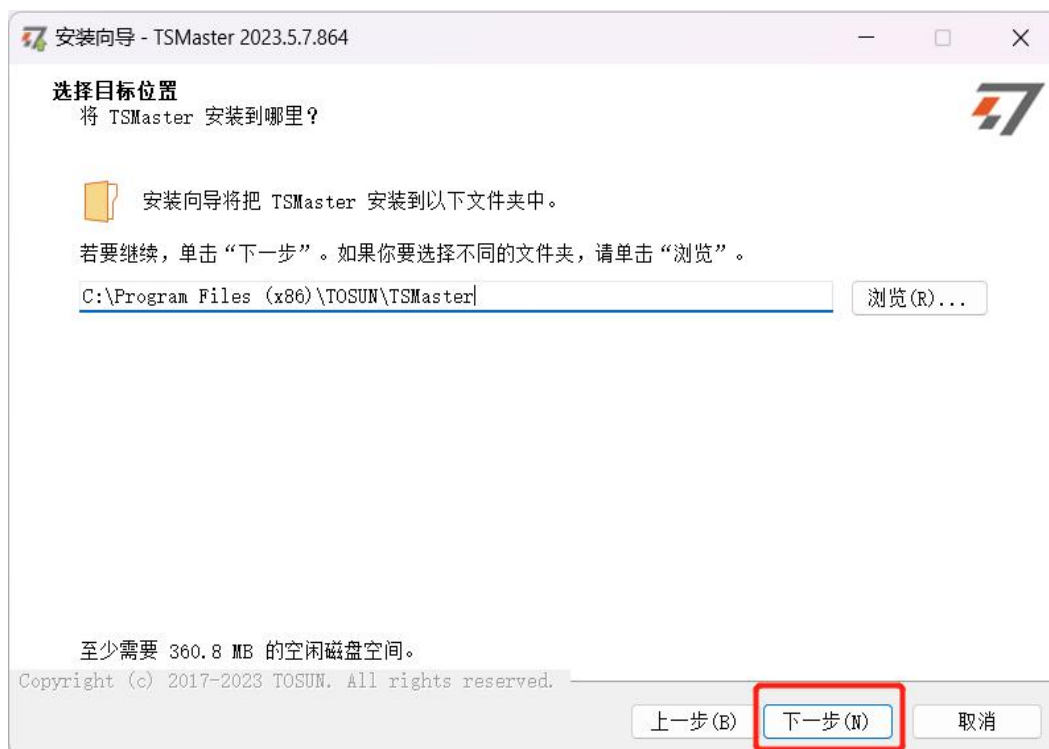 安装向导 - TSMaster 2023.5.7.864
选择目标位置
将 TSMaster 安装到哪里？
安装向导将把 TSMaster 安装到以下文件夹中。
若要继续，单击“下一步”。如果你要选择不同的文件夹，请单击“浏览”。
C:\Program Files (x86)\TOSUN\TSMaster
浏览(R)...
至少需要 360.8 MB 的空闲磁盘空间。
Copyright (c) 2017-2023 TOSUN. All rights reserved.
上一步(B) 下一步(N) 取消